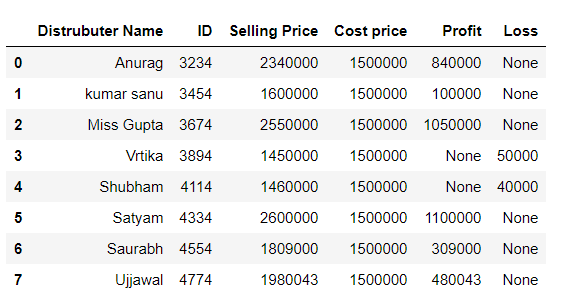 Distrubuter Name ID Selling Price Cost price Profit Loss
0 Anurag 3234 2340000 1500000 840000 None
1 kumar sanu 3454 1600000 1500000 100000 None
2 Miss Gupta 3674 2550000 1500000 1050000 None
3 Vrtika 3894 1450000 1500000 None 50000
4 Shubham 4114 1460000 1500000 None 40000
5 Satyam 4334 2600000 1500000 1100000 None
6 Saurabh 4554 1809000 1500000 309000 None
7 Ujjawal 4774 1980043 1500000 480043 None